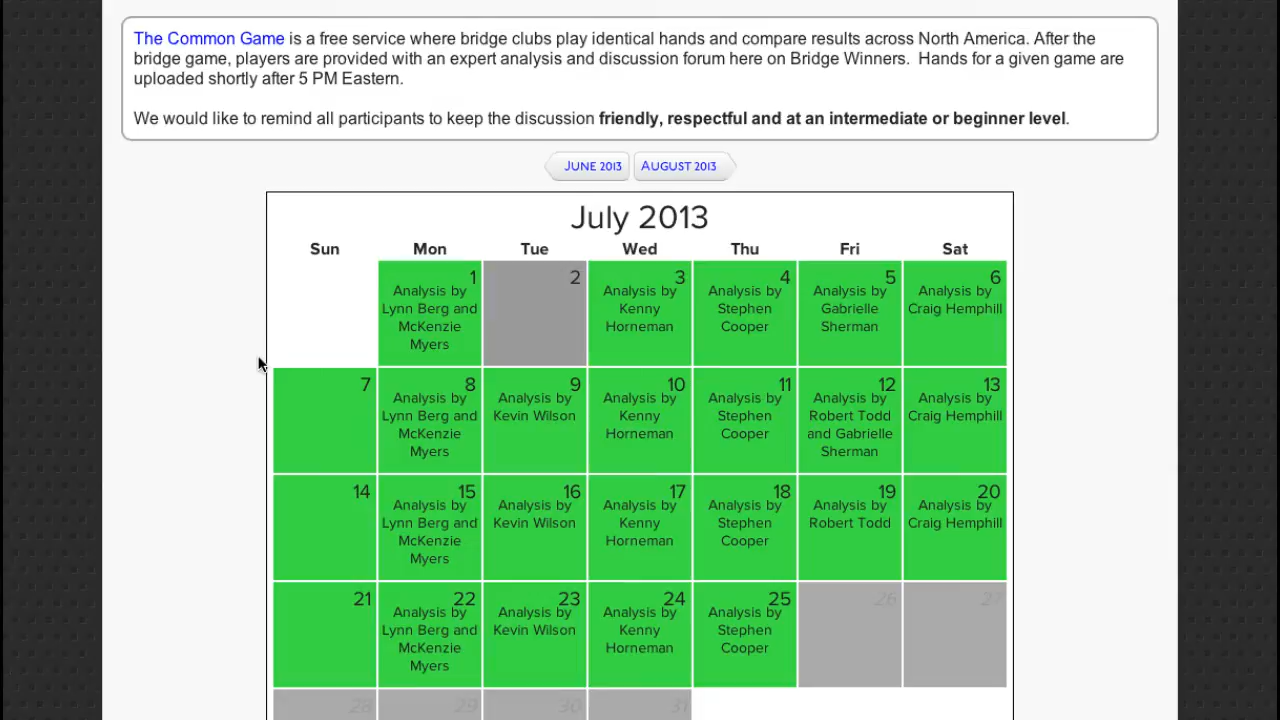 The Common Game is a free service where bridge clubs play identical hands and compare results across North America. After the
bridge game, players are provided with an expert analysis and discussion forum here on Bridge Winners.  Hands for a given game are
uploaded shortly after 5 PM Eastern.
We would like to remind all participants to keep the discussion friendly, respectful and at an intermediate or beginner level.
JUNE 2013 AUGUST 2013
July 2013
Sun Mon Tue Wed Thu Fri Sat
1
Analysis by
Lynn Berg and
McKenzie
Myers
2
3
Analysis by
Kenny
Horneman
4
Analysis by
Stephen
Cooper
5
Analysis by
Gabrielle
Sherman
6
Analysis by
Craig Hemphill
7
8
Analysis by
Lynn Berg and
McKenzie
Myers
9
Analysis by
Kevin Wilson
10
Analysis by
Kenny
Horneman
11
Analysis by
Stephen
Cooper
12
Analysis by
Robert Todd
and Gabrielle
Sherman
13
Analysis by
Craig Hemphill
14
15
Analysis by
Lynn Berg and
McKenzie
Myers
16
Analysis by
Kevin Wilson
17
Analysis by
Kenny
Horneman
18
Analysis by
Stephen
Cooper
19
Analysis by
Robert Todd
20
Analysis by
Craig Hemphill
21
22
Analysis by
Lynn Berg and
McKenzie
Myers
23
Analysis by
Kevin Wilson
24
Analysis by
Kenny
Horneman
25
Analysis by
Stephen
Cooper
26
27
28
29
30
31